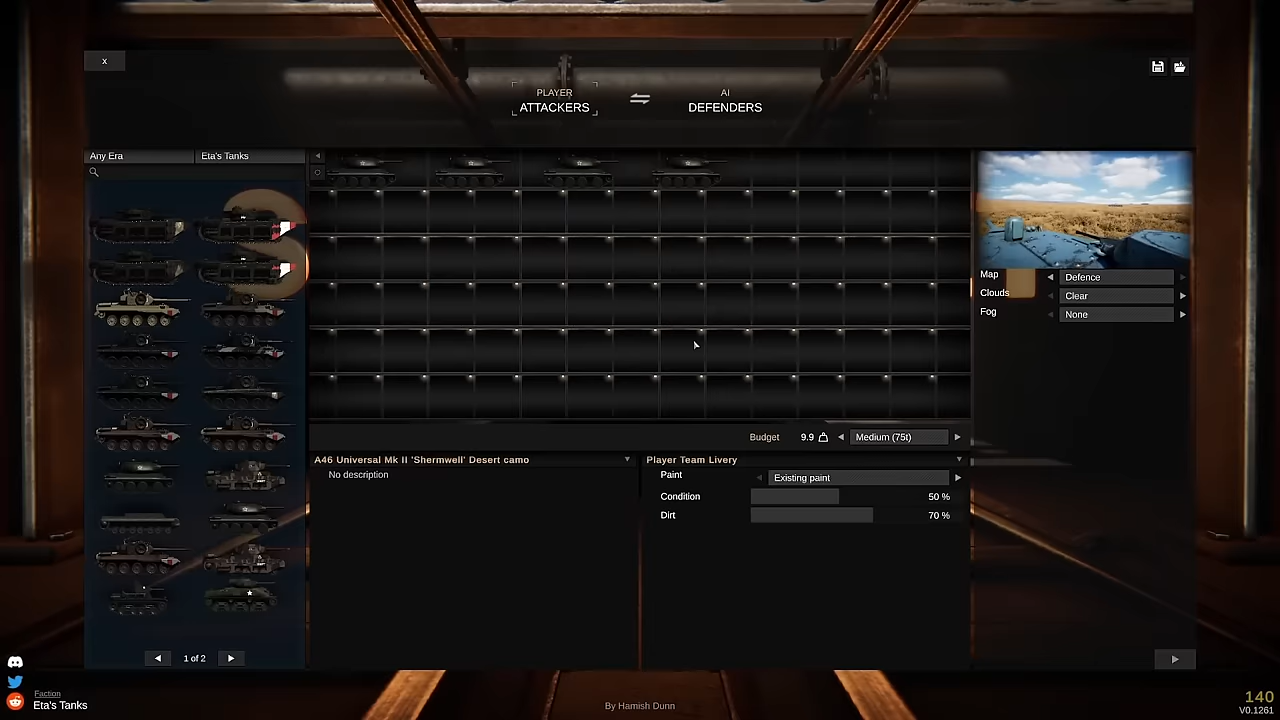 x
PLAYER
ATTACKERS
AI
DEFENDERS
Any Era
Eta's Tanks
Map
Defence
Clouds
Clear
Fog
None
Budget
9.9
Medium (75t)
A46 Universal Mk II 'Shermwell' Desert camo
No description
Player Team Livery
Paint
Existing paint
Condition
50 %
Dirt
70 %
1 of 2
Faction
Eta's Tanks
By Hamish Dunn
140
V0.1261